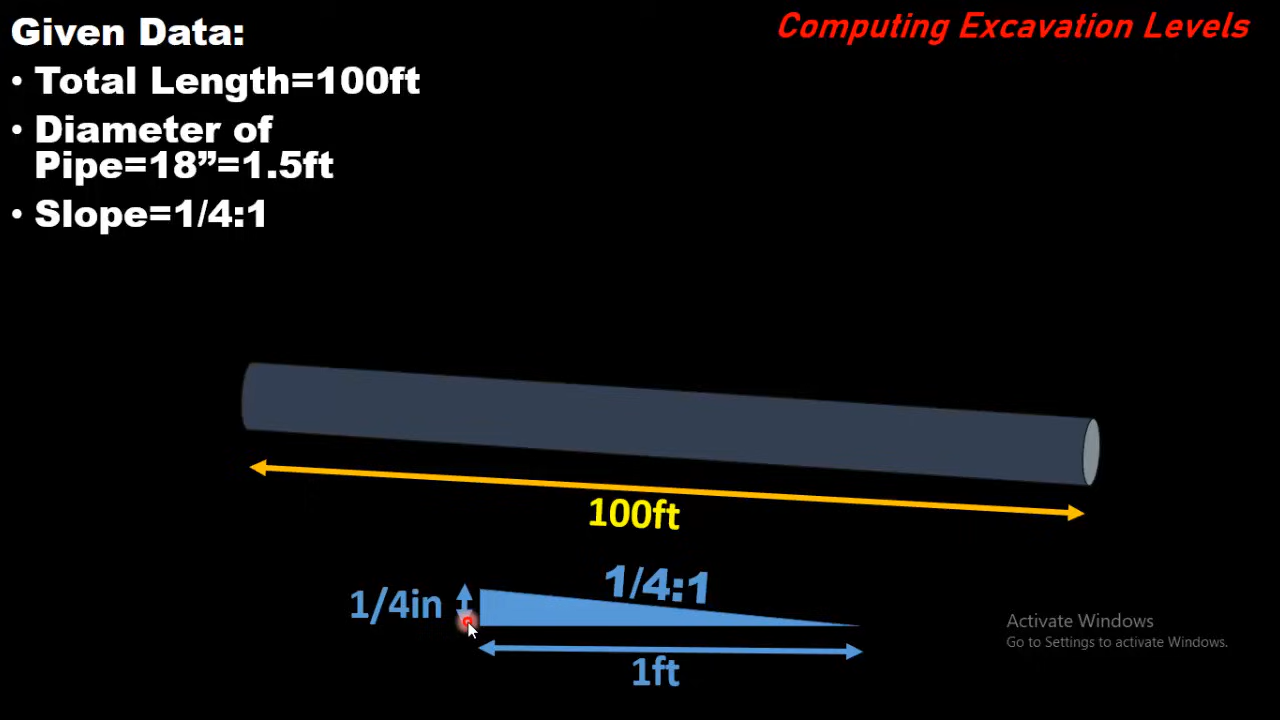 Given Data:
Computing Excavation Levels
• Total Length=100ft
• Diameter of
Pipe=18”=1.5ft
• Slope=1/4:1
100ft
1/4:1
1/4in
1ft
Activate Windows
Go to Settings to activate Windows.